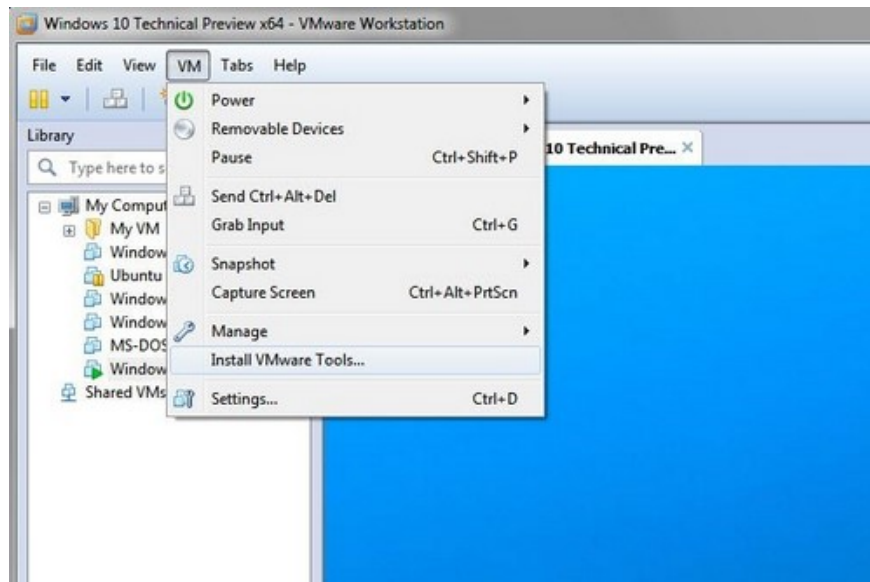 Windows 10 Technical Preview x64 - VMware Workstation
File Edit View VM Tabs Help
Library
Type here to s
10 Technical Pre...
My Comput
My VM
Window
Ubuntu
Window
Window
MS-DOS
Window
Shared VMs
Power
Removable Devices
Pause Ctrl+Shift+P
Send Ctrl+Alt+Del
Grab Input Ctrl+G
Snapshot
Capture Screen Ctrl+Alt+PrtScn
Manage
Install VMware Tools...
Settings... Ctrl+D